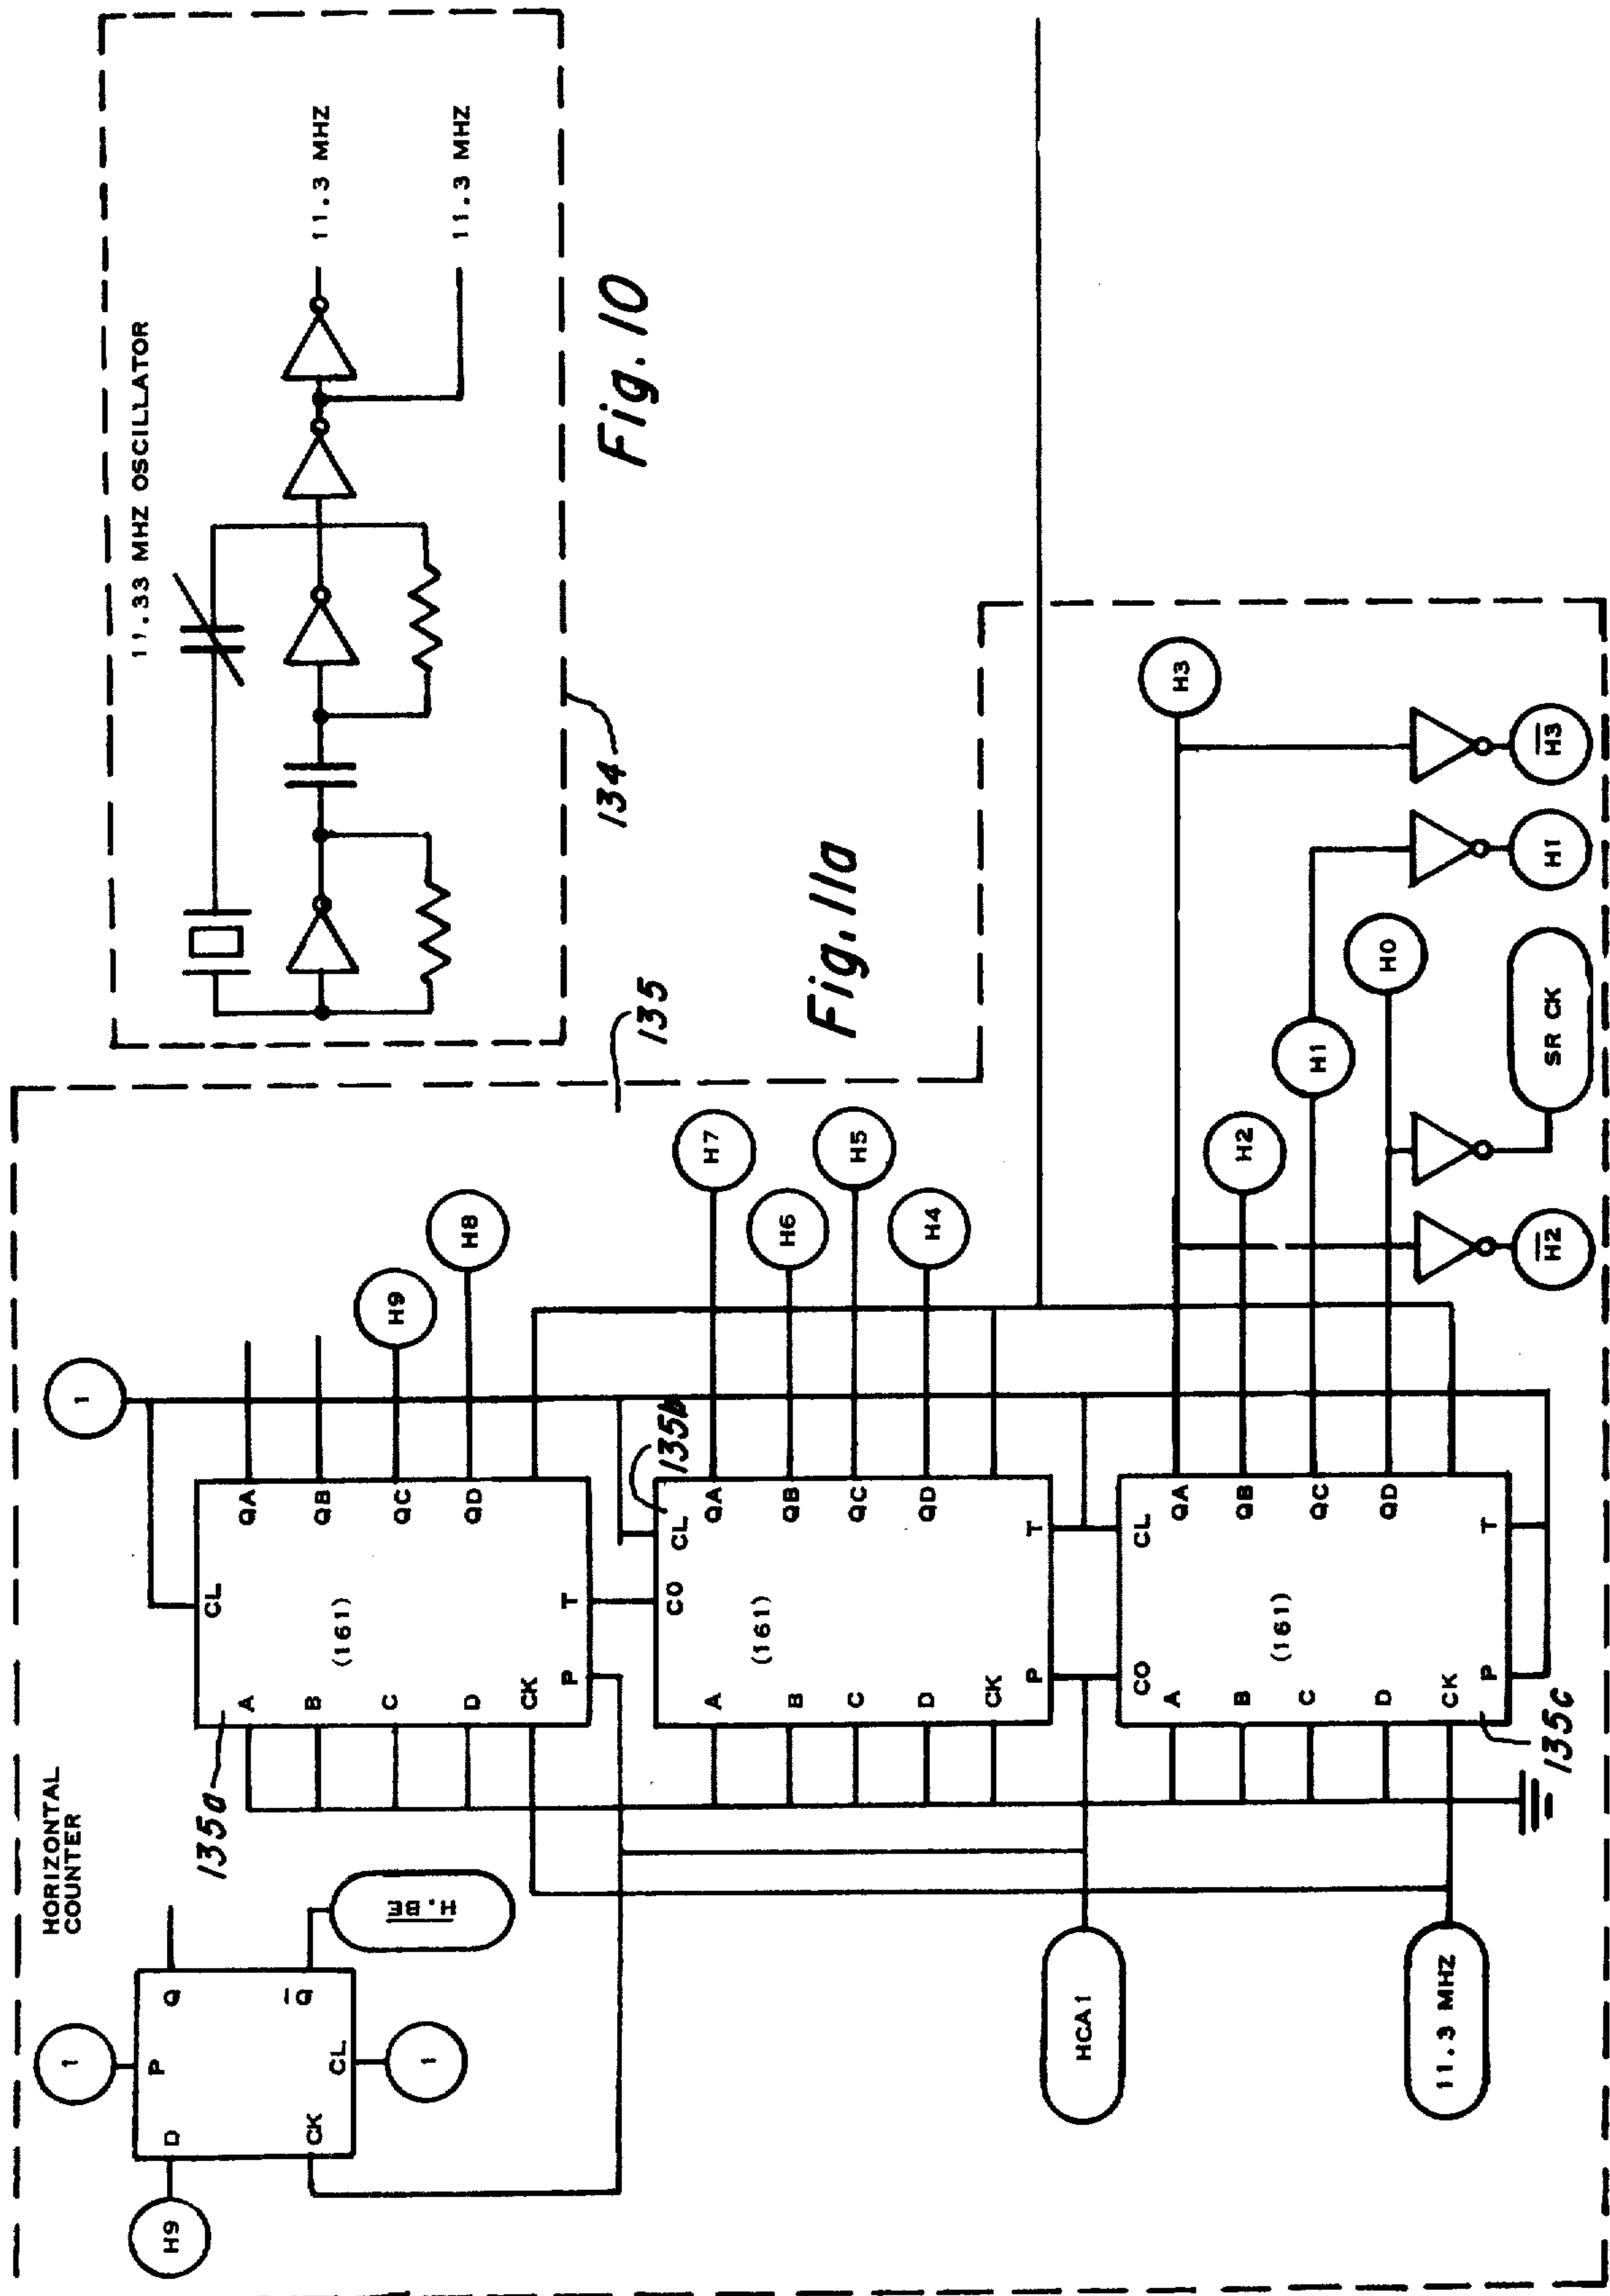 11.33 MHZ OSCILLATOR
11.3 MHZ
11.3 MHZ
134
Fig. 10
HORIZONTAL
COUNTER
H9
1
D
P
Q
CK
CL
Q̅
1
H. BE
135a
1
CL
A
B
C
D
CK
(161)
P
T
QA
QB
QC
QD
H9
H8
135
135b
CO
CL
A
B
C
D
CK
(161)
P
T
QA
QB
QC
QD
H7
H6
H5
H4
Fig. 11a
HCA1
11.3 MHZ
CO
CL
A
B
C
D
CK
(161)
P
T
QA
QB
QC
QD
135c
H3
H2
H1
H0
H̅2̅
SR CK
H1
H̅3̅